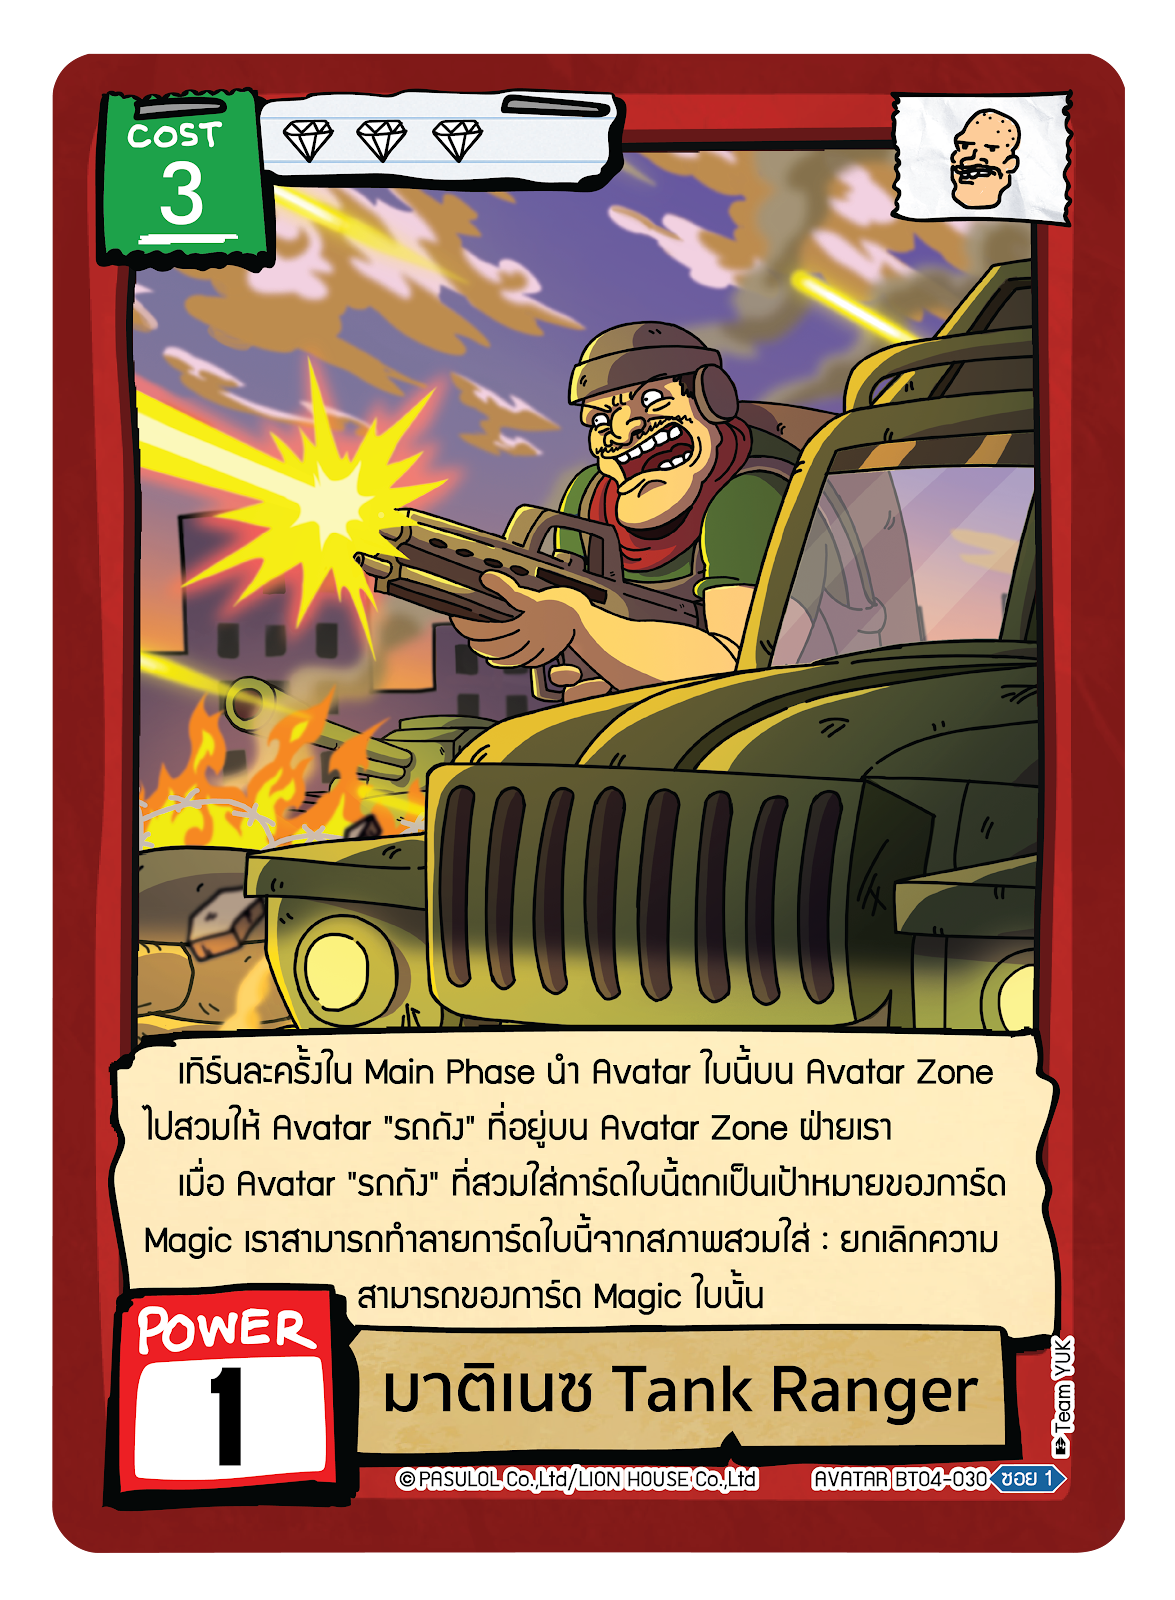 COST
3
เทิร์นละครั้งใน Main Phase นำ Avatar ใบนี้บน Avatar Zone
ไปสวมให้ Avatar "รถถัง" ที่อยู่บน Avatar Zone ฝ่ายเรา
เมื่อ Avatar "รถถัง" ที่สวมใส่การ์ดใบนี้ตกเป็นเป้าหมายของการ์ด
Magic เราสามารถทำลายการ์ดใบนี้จากสภาพสวมใส่ : ยกเลิกความ
สามารถของการ์ด Magic ใบนั้น
POWER
1
มาติเนซ Tank Ranger
Team YUK
© PASULOL Co.,Ltd/LION HOUSE Co.,Ltd
AVATAR BT04-030 ซอย 1